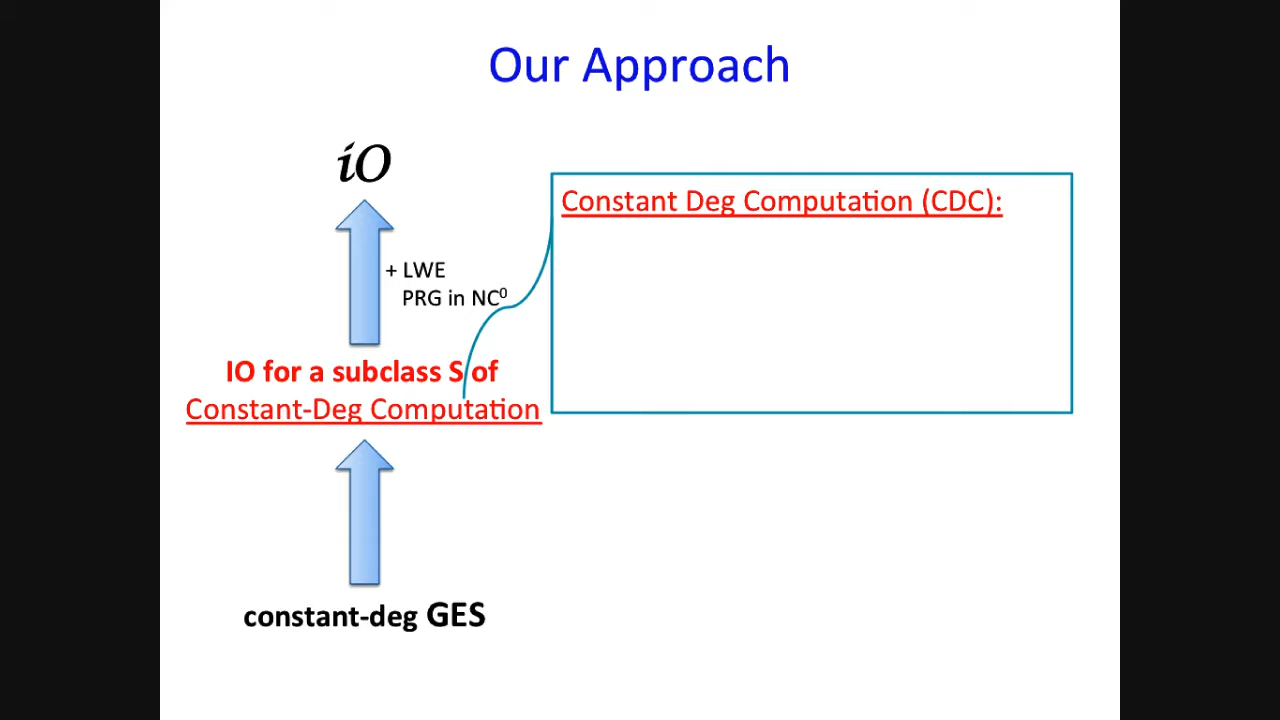 Our Approach
iO
+ LWE
PRG in NC⁰
IO for a subclass S of
Constant-Deg Computation
constant-deg GES
Constant Deg Computation (CDC):